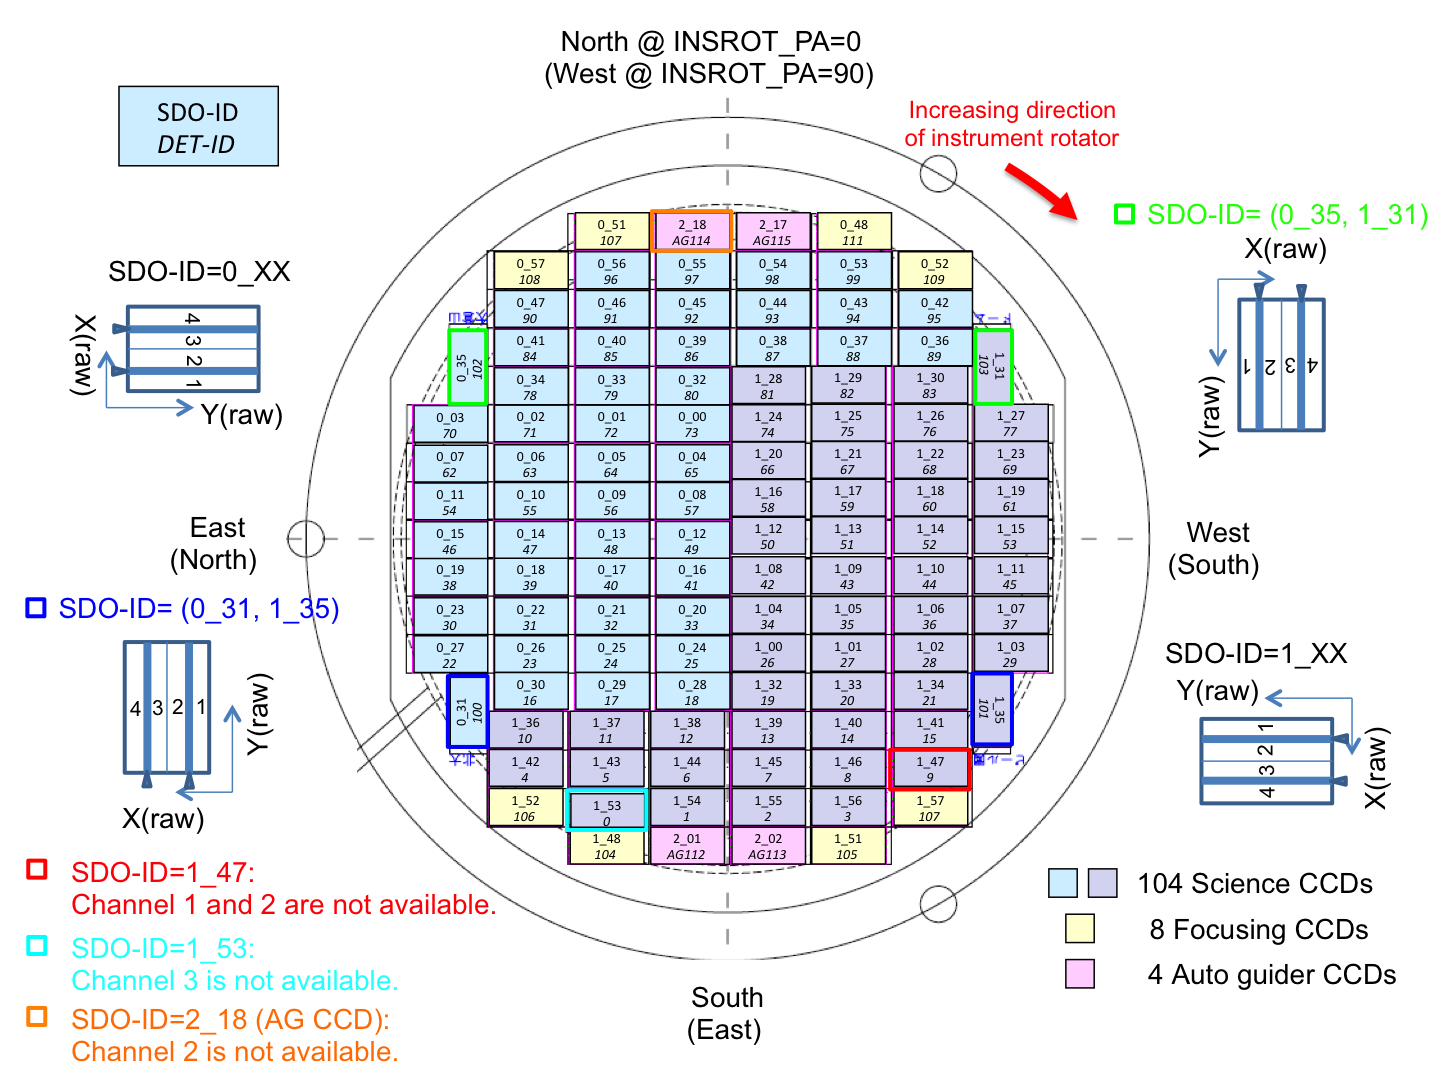 North @ INSROT_PA=0
(West @ INSROT_PA=90)
SDO-ID
DET-ID
Increasing direction
of instrument rotator
SDO-ID= (0_35, 1_31)
X(raw)
1 2 3 4
Y(raw)
SDO-ID=0_XX
X(raw)
4
3
2
1
Y(raw)
0_51 2_18 2_17 0_48
107 AG114 AG115 111
0_57 0_56 0_55 0_54 0_53 0_52
108 96 97 98 99 109
0_47 0_46 0_45 0_44 0_43 0_42
90 91 92 93 94 95
0_41 0_40 0_39 0_38 0_37 0_36
84 85 86 87 88 89
0_35 1_31
102 103
0_34 0_33 0_32 1_28 1_29 1_30
78 79 80 81 82 83
0_03 0_02 0_01 0_00 1_24 1_25 1_26 1_27
70 71 72 73 74 75 76 77
0_07 0_06 0_05 0_04 1_20 1_21 1_22 1_23
62 63 64 65 66 67 68 69
0_11 0_10 0_09 0_08 1_16 1_17 1_18 1_19
54 55 56 57 58 59 60 61
0_15 0_14 0_13 0_12 1_12 1_13 1_14 1_15
46 47 48 49 50 51 52 53
0_19 0_18 0_17 0_16 1_08 1_09 1_10 1_11
38 39 40 41 42 43 44 45
0_23 0_22 0_21 0_20 1_04 1_05 1_06 1_07
30 31 32 33 34 35 36 37
0_27 0_26 0_25 0_24 1_00 1_01 1_02 1_03
22 23 24 25 26 27 28 29
0_31 0_30 0_29 0_28 1_32 1_33 1_34 1_35
100 16 17 18 19 20 21 101
1_36 1_37 1_38 1_39 1_40 1_41
10 11 12 13 14 15
1_42 1_43 1_44 1_45 1_46 1_47
4 5 6 7 8 9
1_52 1_53 1_54 1_55 1_56 1_57
106 0 1 2 3 107
1_48 2_01 2_02 1_51
104 AG112 AG113 105
East
(North)
West
(South)
SDO-ID= (0_31, 1_35)
4 3 2 1
Y(raw)
X(raw)
SDO-ID=1_XX
Y(raw)
1
2
3
4
X(raw)
SDO-ID=1_47:
Channel 1 and 2 are not available.
SDO-ID=1_53:
Channel 3 is not available.
SDO-ID=2_18 (AG CCD):
Channel 2 is not available.
South
(East)
104 Science CCDs
8 Focusing CCDs
4 Auto guider CCDs